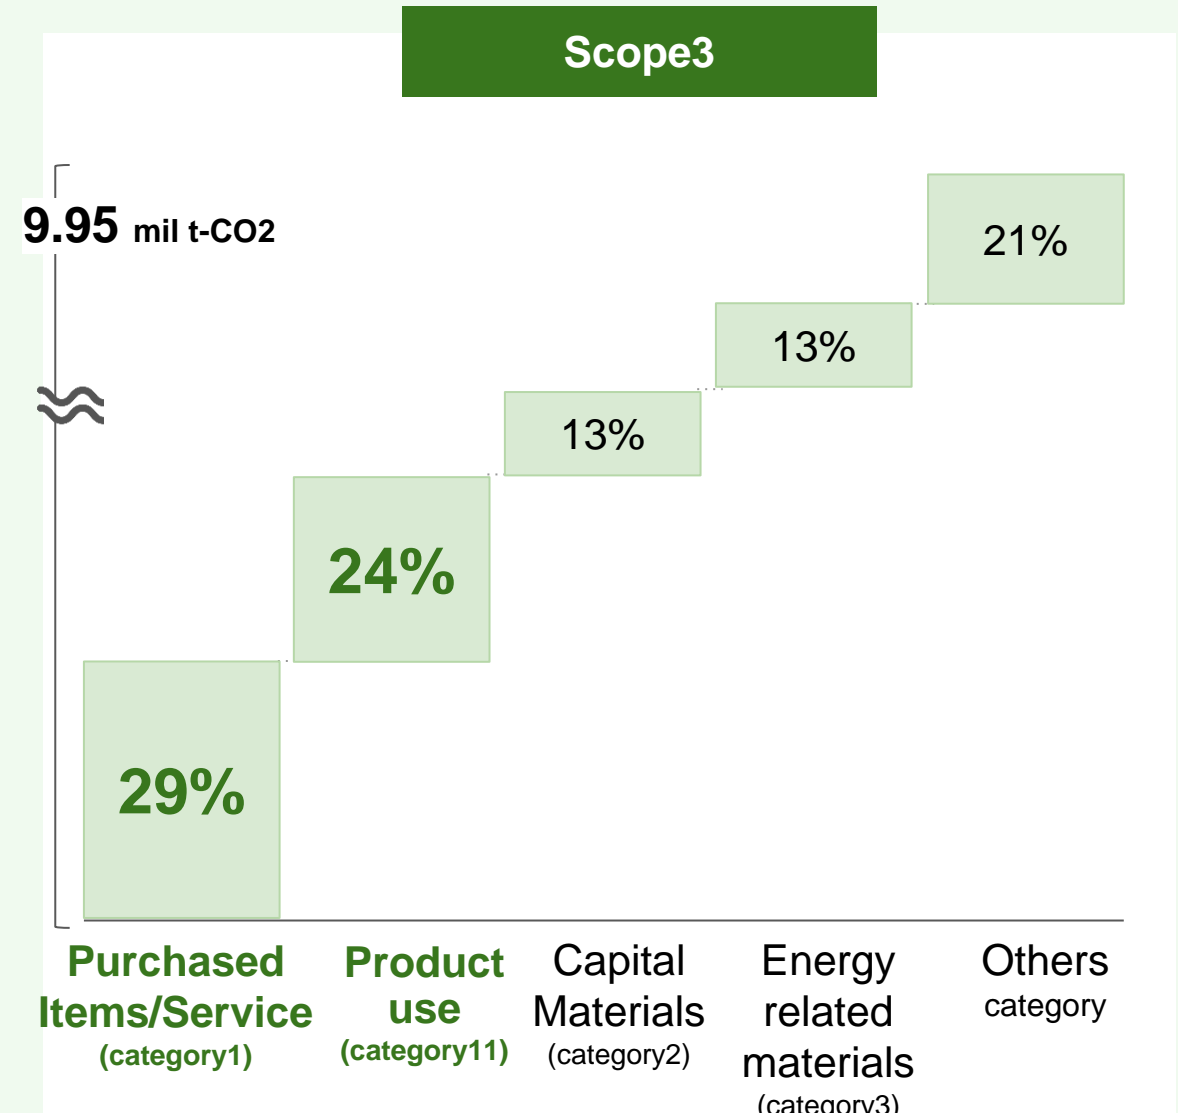 Scope3
9.95 mil t-CO2
21%
13%
13%
24%
29%
Purchased
Items/Service
(category1)
Product
use
(category11)
Capital
Materials
(category2)
Energy
related
materials
(category3)
Others
category